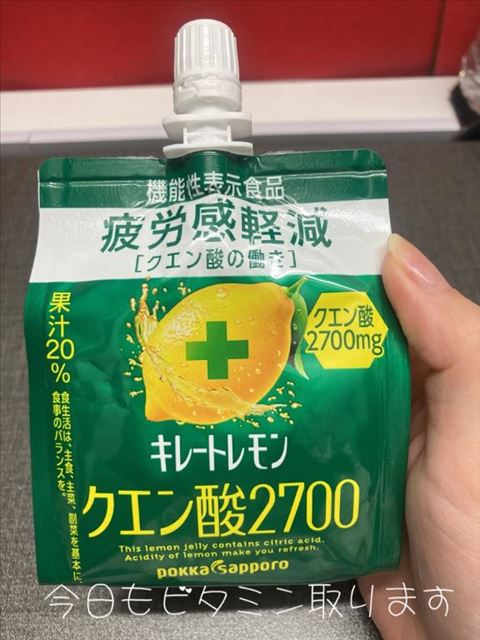 機能性表示食品
疲労感軽減
[クエン酸の働き]
果汁20%
クエン酸
2700mg
食生活は、主食、主菜、副菜を基本に、
食事のバランスを。
キレートレモン
クエン酸2700
This lemon jelly contains citric acid.
Acidity of lemon make you refresh.
pokka sapporo
今日もビタミン取ります